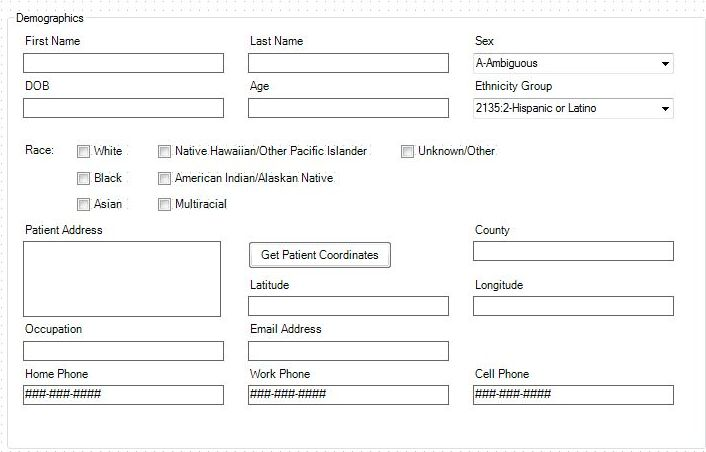 Demographics
First Name Last Name Sex
A-Ambiguous
DOB Age Ethnicity Group
2135:2-Hispanic or Latino
Race: White Native Hawaiian/Other Pacific Islander Unknown/Other
Black American Indian/Alaskan Native
Asian Multiracial
Patient Address County
Get Patient Coordinates
Latitude Longitude
Occupation Email Address
Home Phone Work Phone Cell Phone
###-###-#### ###-###-#### ###-###-####